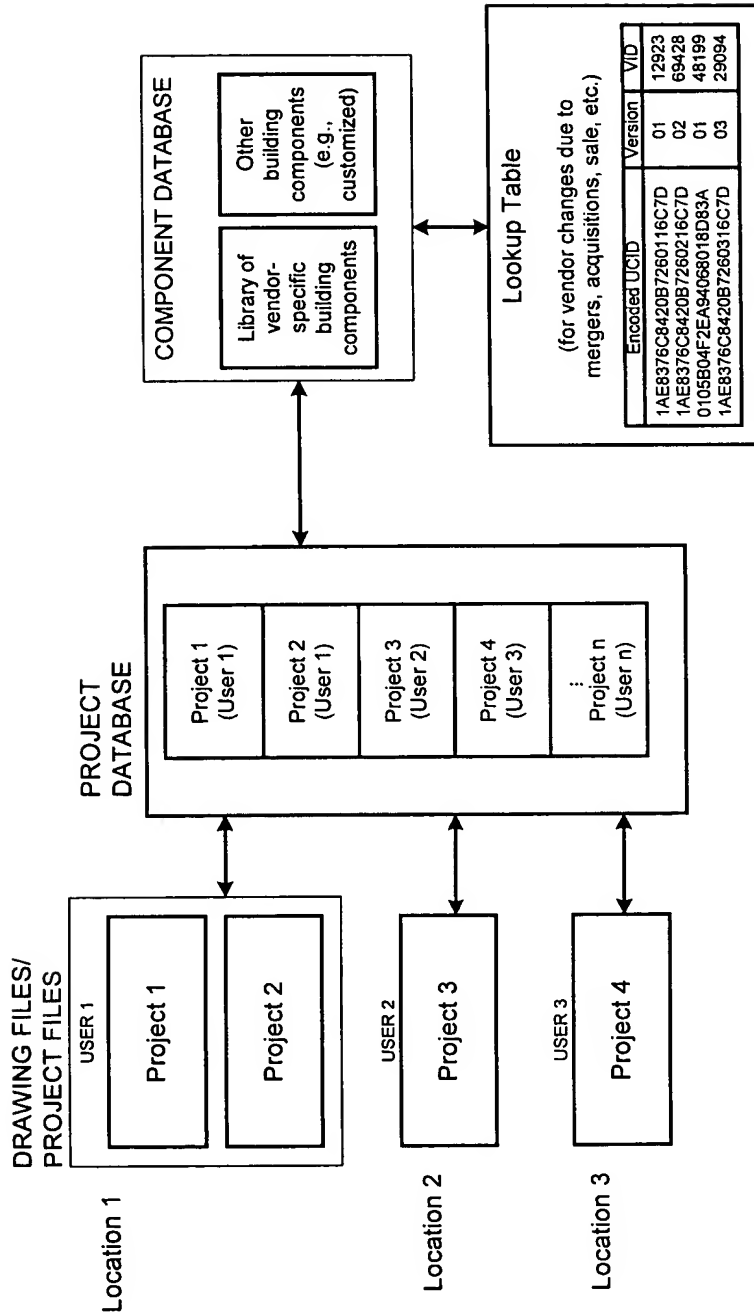 DRAWING FILES/
PROJECT FILES
Location 1
USER 1
Project 1
Project 2
Location 2
USER 2
Project 3
Location 3
USER 3
Project 4
PROJECT
DATABASE
Project 1
(User 1)
Project 2
(User 1)
Project 3
(User 2)
Project 4
(User 3)
⋮
Project n
(User n)
COMPONENT DATABASE
Library of
vendor-
specific
building
components
Other
building
components
(e.g.,
customized)
Lookup Table
(for vendor changes due to
mergers, acquisitions, sale, etc.)
Encoded UCID Version VID
1AE8376C8420B7260116C7D 01 12923
1AE8376C8420B7260216C7D 02 69428
0105B04F2EA94068018D83A 01 48199
1AE8376C8420B7260316C7D 03 29094